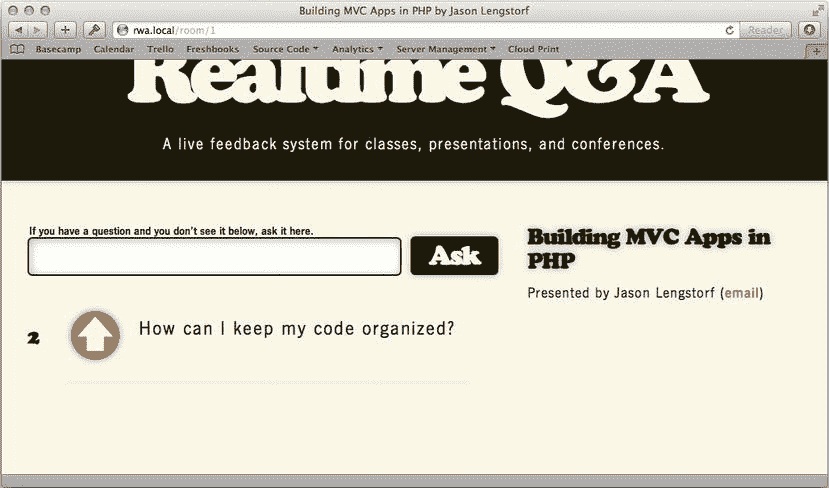 Building MVC Apps in PHP by Jason Lengstorf
rwa.local/room/1
Reader
Basecamp Calendar Trello Freshbooks Source Code Analytics Server Management Cloud Print
Realtime Q&A
A live feedback system for classes, presentations, and conferences.
If you have a question and you don't see it below, ask it here.
Ask
2
How can I keep my code organized?
Building MVC Apps in
PHP
Presented by Jason Lengstorf (email)